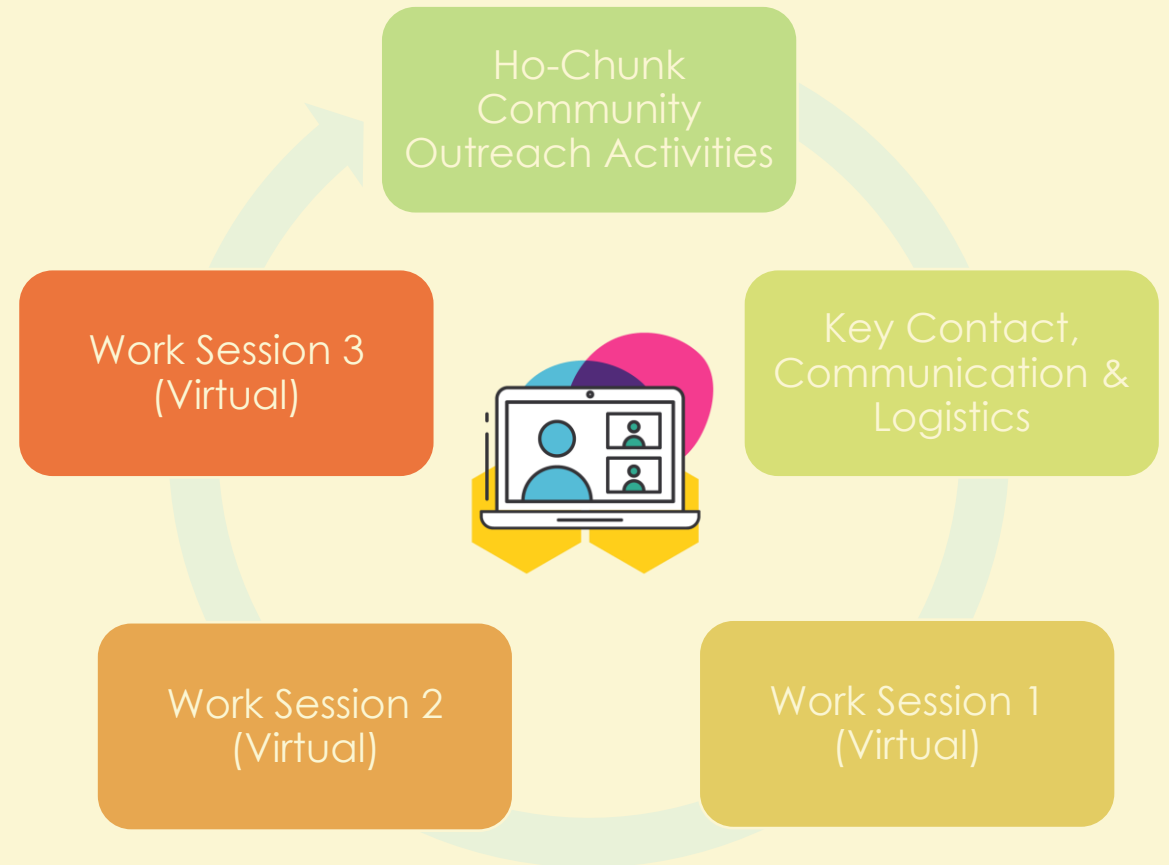 Ho-Chunk
Community
Outreach Activities
Key Contact,
Communication &
Logistics
Work Session 1
(Virtual)
Work Session 2
(Virtual)
Work Session 3
(Virtual)